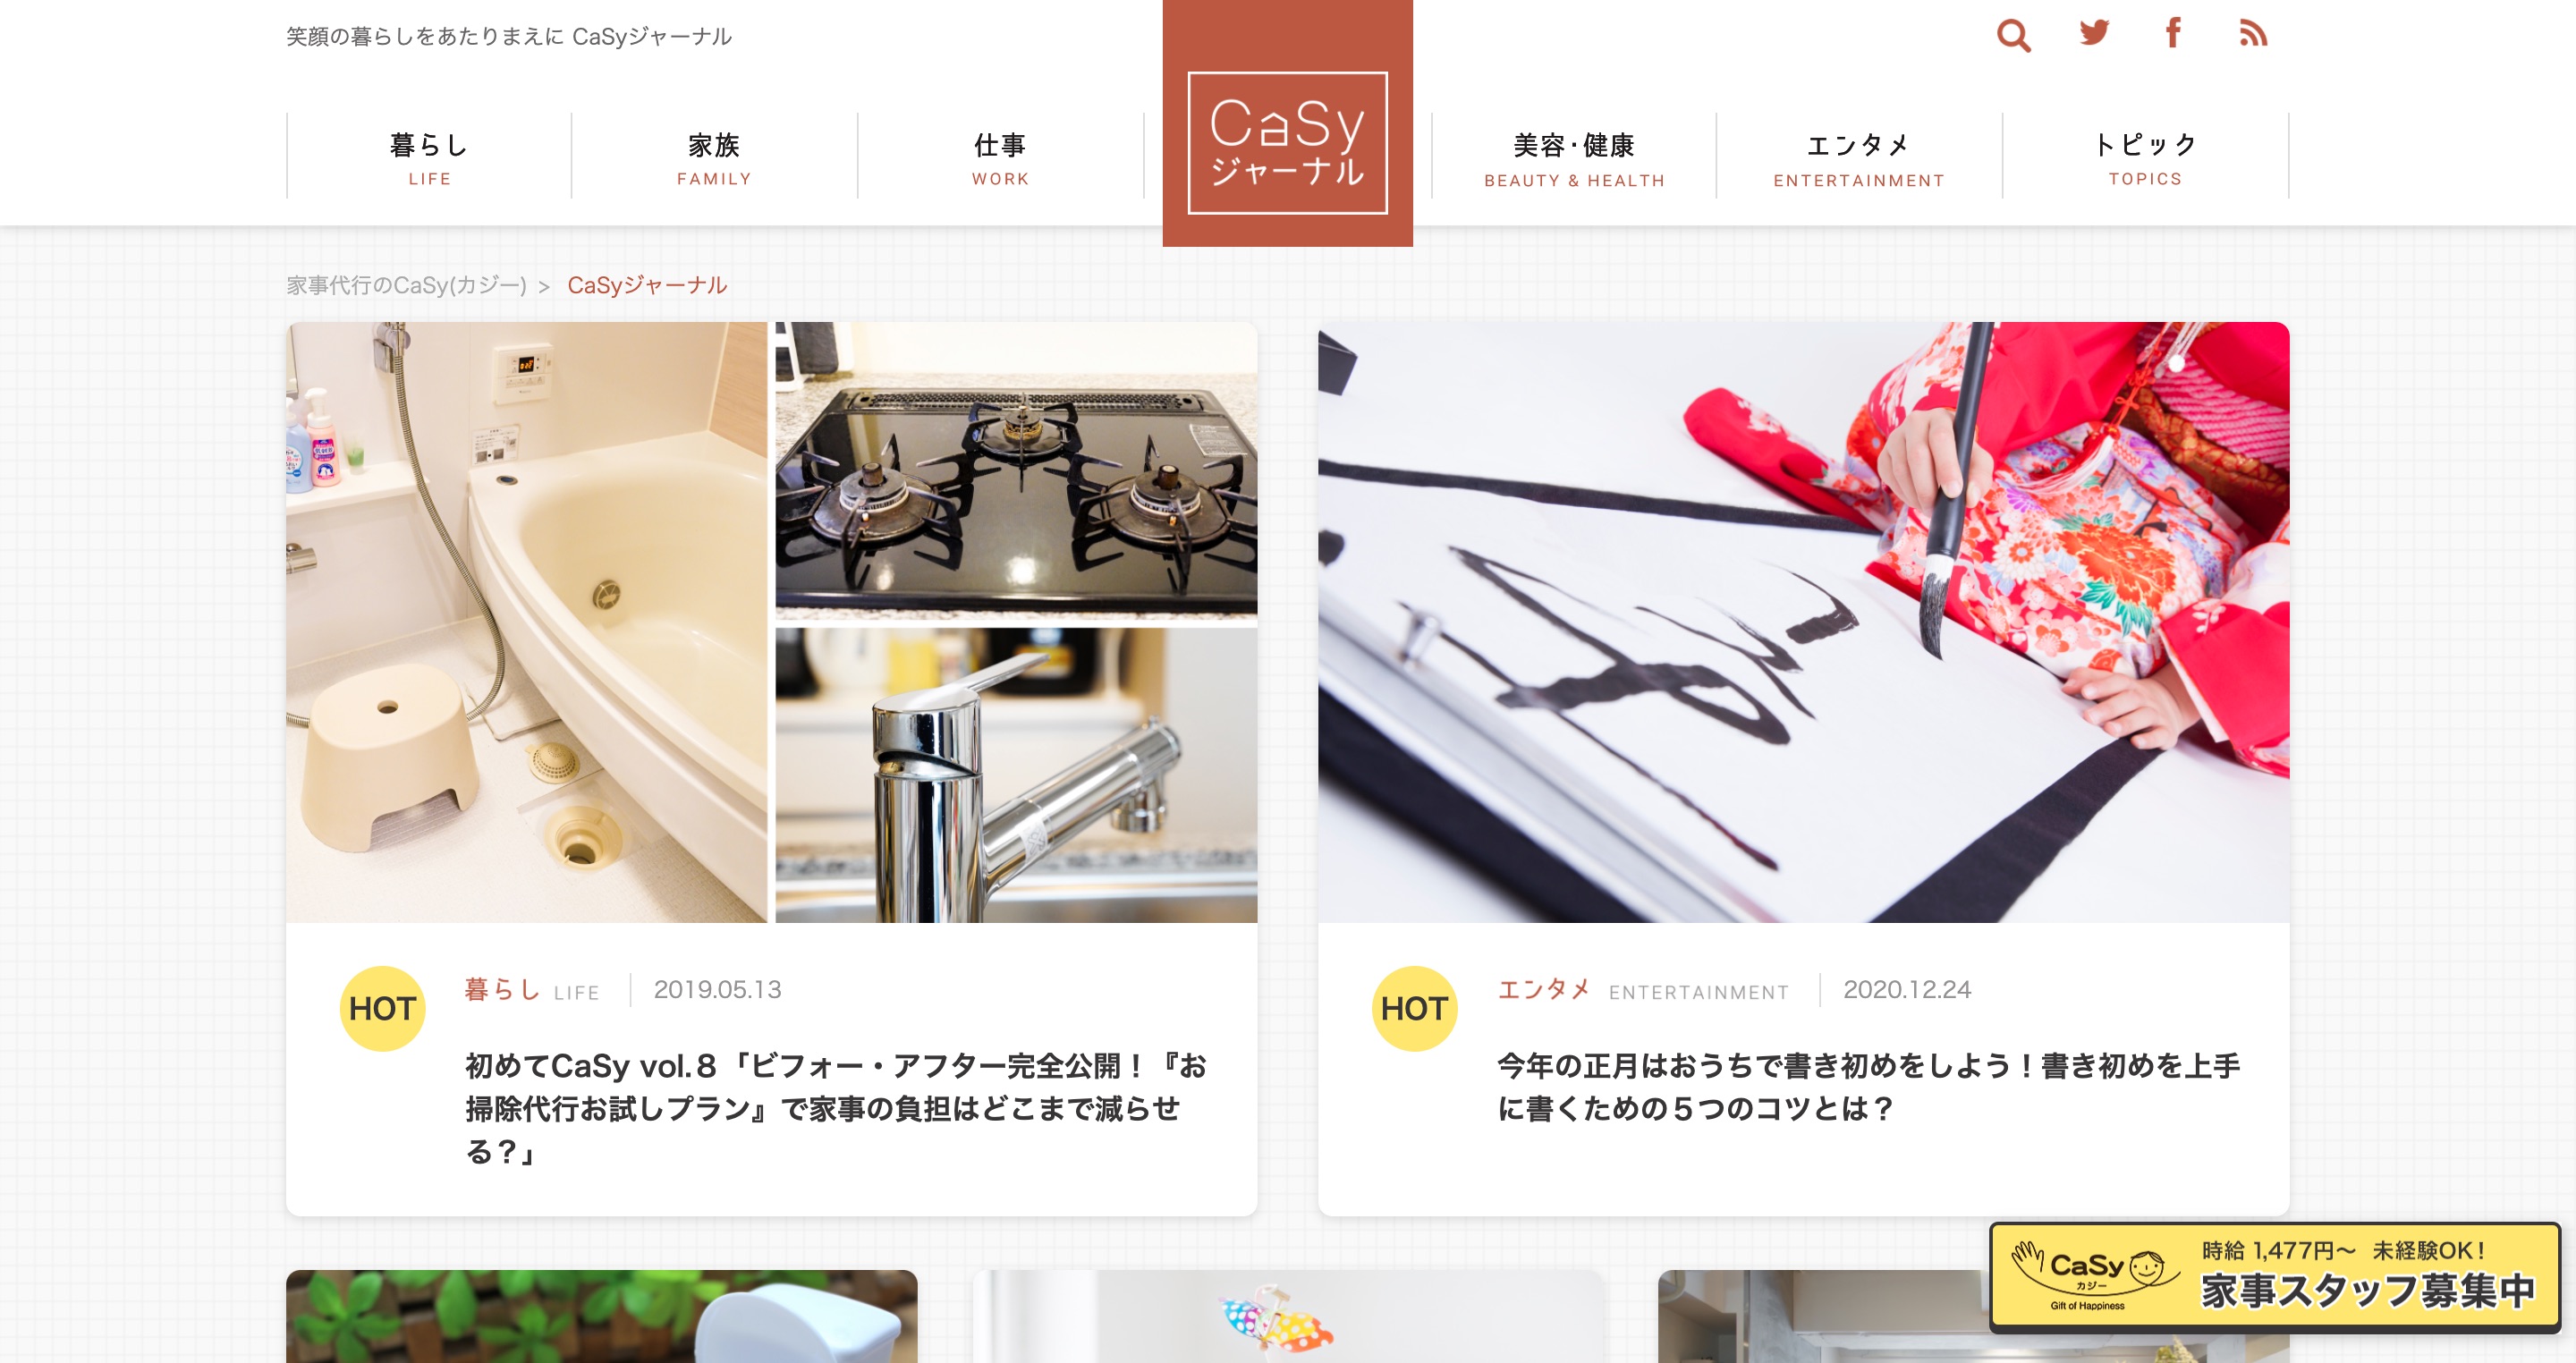 笑顔の暮らしをあたりまえに CaSyジャーナル
暮らし
LIFE
家族
FAMILY
仕事
WORK
CaSy
ジャーナル
美容･健康
BEAUTY & HEALTH
エンタメ
ENTERTAINMENT
トピック
TOPICS
家事代行のCaSy(カジー) > CaSyジャーナル
HOT
暮らし LIFE 2019.05.13
初めてCaSy vol.８「ビフォー・アフター完全公開！『お
掃除代行お試しプラン』で家事の負担はどこまで減らせ
る？」
HOT
エンタメ ENTERTAINMENT 2020.12.24
今年の正月はおうちで書き初めをしよう！書き初めを上手
に書くための５つのコツとは？
CaSy
カジー
Gift of Happiness
時給 1,477円〜 未経験OK！
家事スタッフ募集中